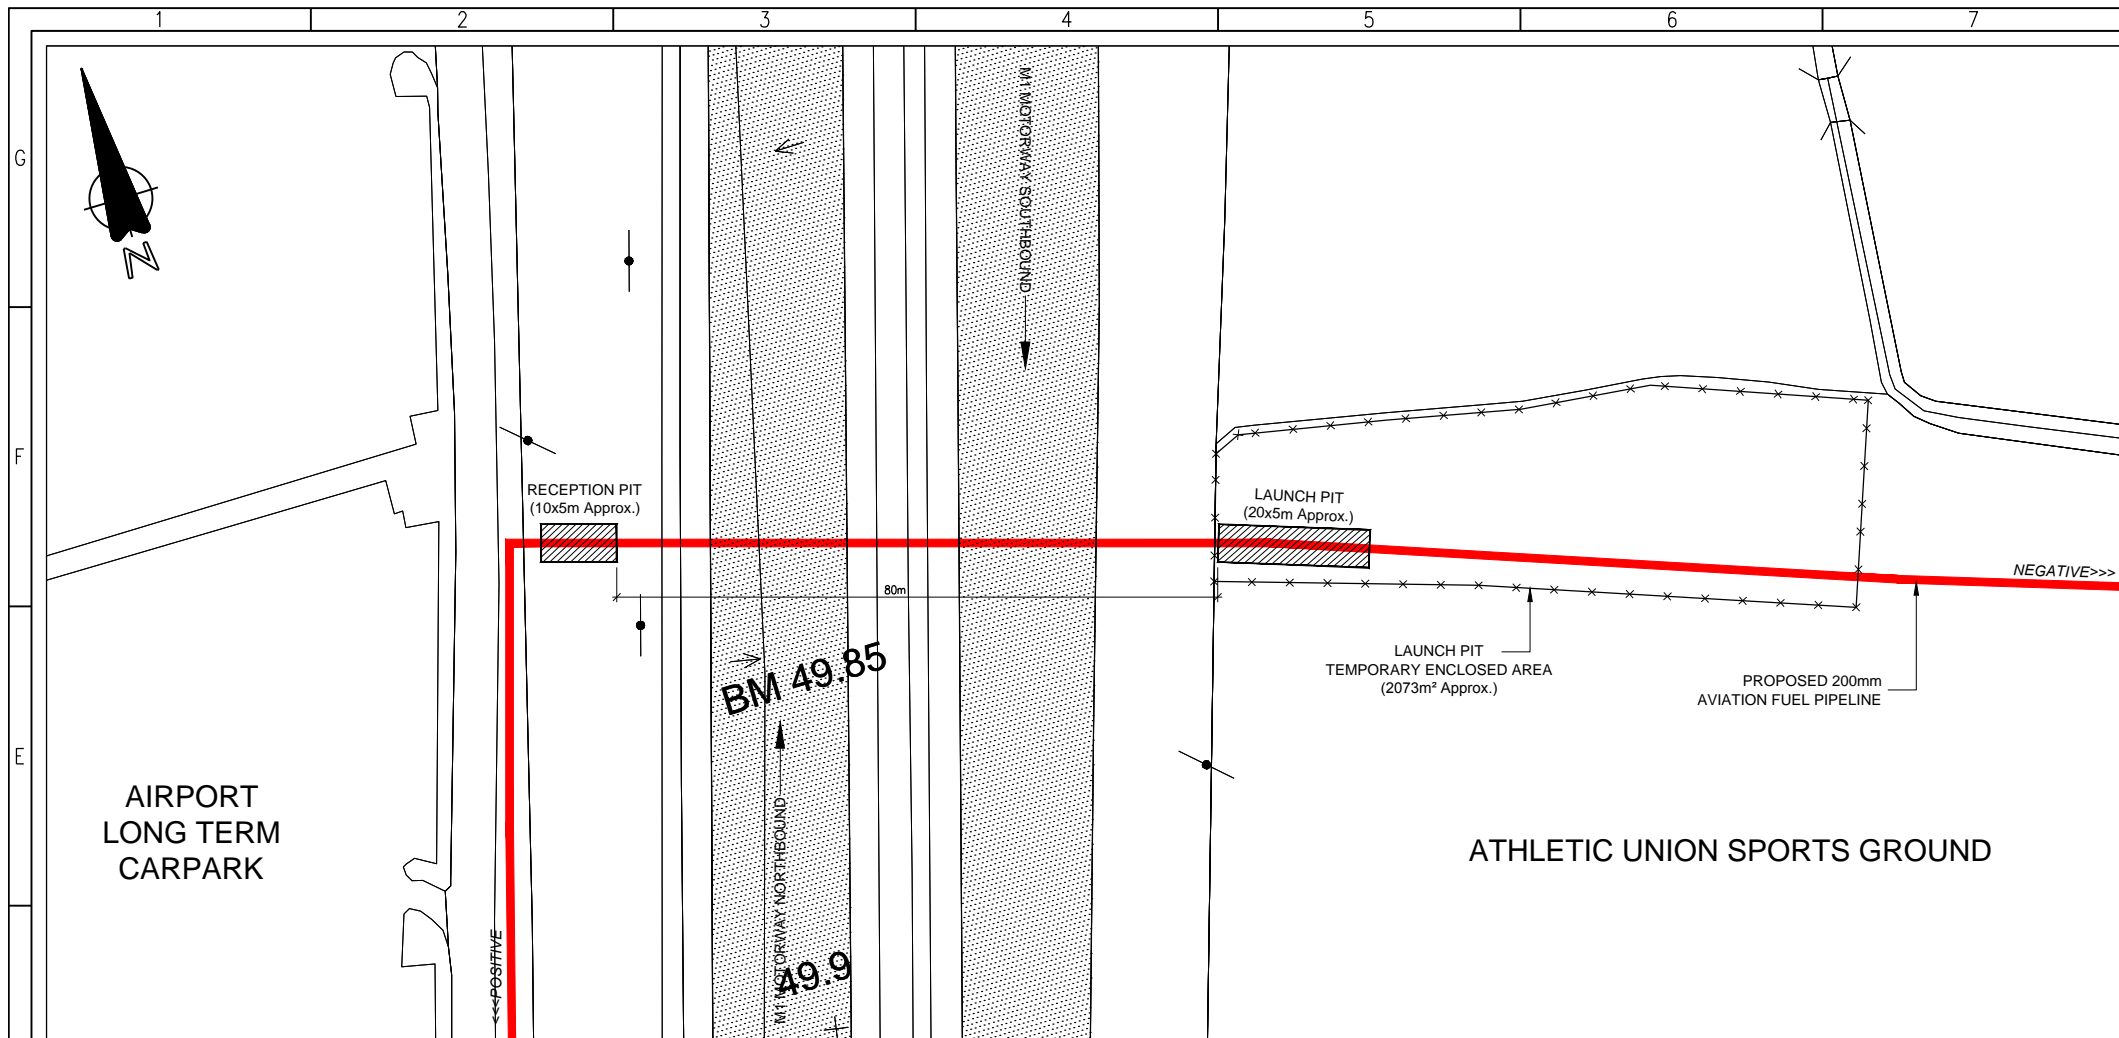 1 2 3 4 5 6 7
G
F
E
N
M1 MOTORWAY SOUTHBOUND
RECEPTION PIT
(10x5m Approx.)
LAUNCH PIT
(20x5m Approx.)
80m
NEGATIVE>>>
BM 49.85
LAUNCH PIT
TEMPORARY ENCLOSED AREA
(2073m² Approx.)
PROPOSED 200mm
AVIATION FUEL PIPELINE
AIRPORT
LONG TERM
CARPARK
M1 MOTORWAY NORTHBOUND
ATHLETIC UNION SPORTS GROUND
<<<POSITIVE
49.9